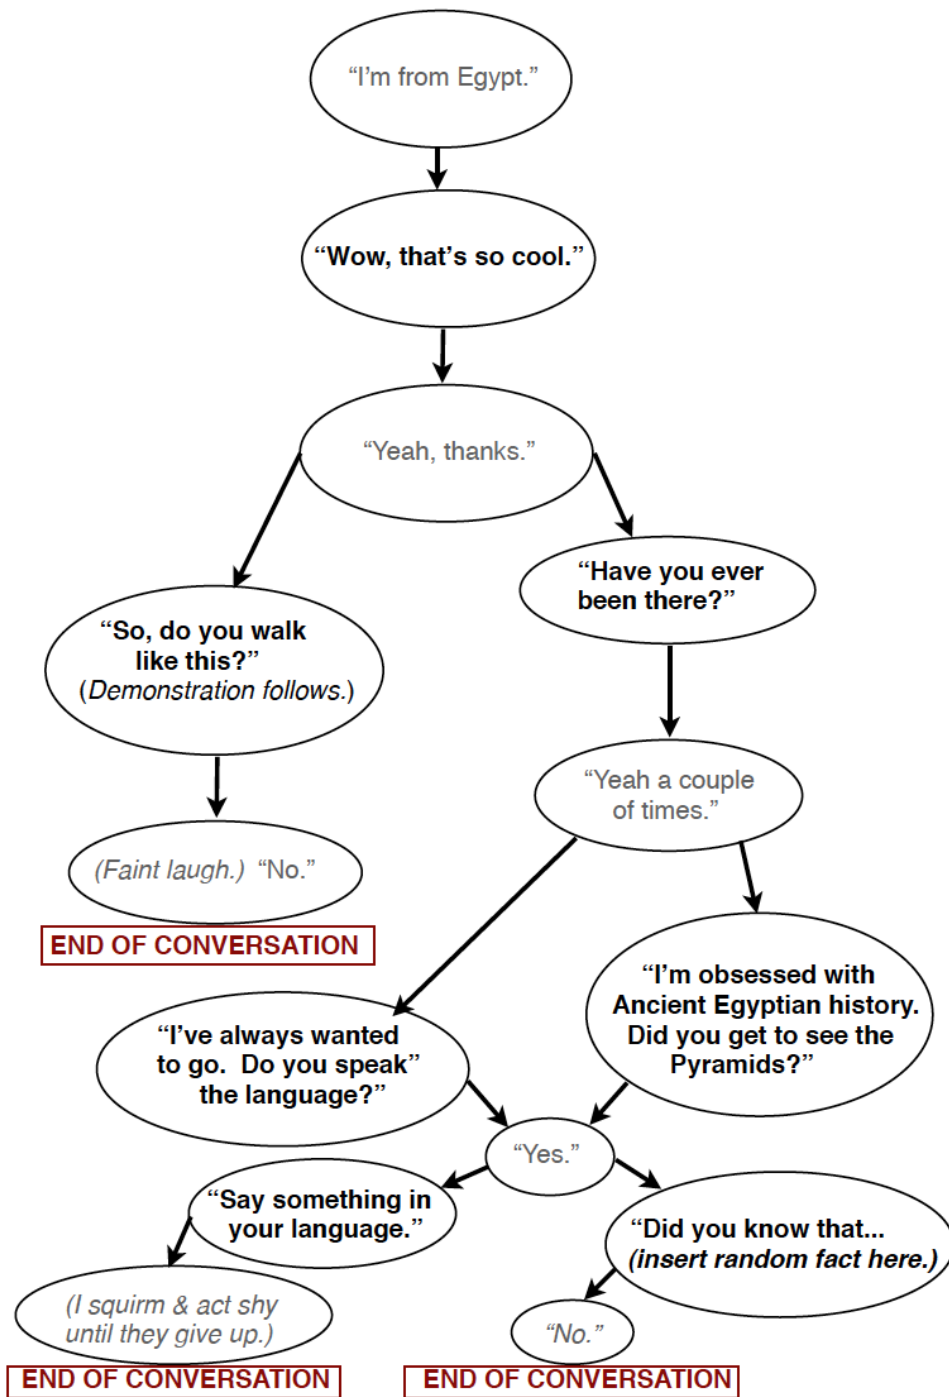 “I’m from Egypt.”
“Wow, that’s so cool.”
“Yeah, thanks.”
“Have you ever
been there?”
“So, do you walk
like this?”
(Demonstration follows.)
“Yeah a couple
of times.”
(Faint laugh.) “No.”
END OF CONVERSATION
“I’m obsessed with
Ancient Egyptian history.
Did you get to see the
Pyramids?”
“I’ve always wanted
to go. Do you speak”
the language?”
“Yes.”
“Say something in
your language.”
“Did you know that...
(insert random fact here.)
(I squirm & act shy
until they give up.)
“No.”
END OF CONVERSATION
END OF CONVERSATION